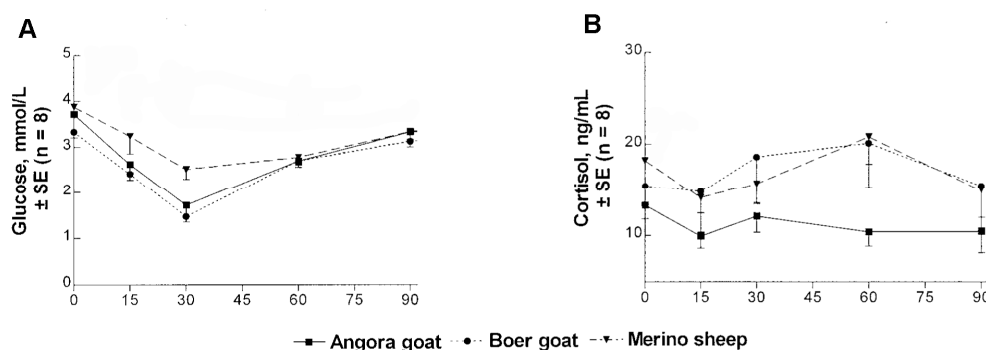 A
Glucose, mmol/L
± SE (n = 8)
5
4
3
2
1
0
0 15 30 45 60 75 90
B
Cortisol, ng/mL
± SE (n = 8)
30
20
10
0 15 30 45 60 75 90
Angora goat Boer goat Merino sheep